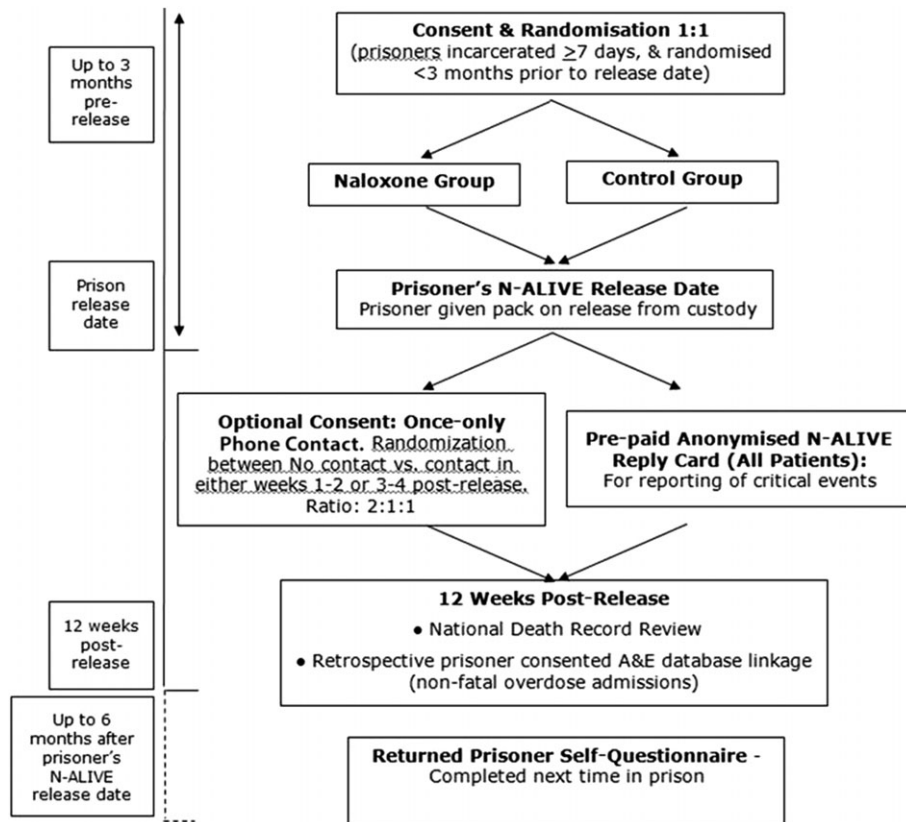 Consent & Randomisation 1:1
(prisoners incarcerated ≥7 days, & randomised
<3 months prior to release date)
Up to 3
months
pre-
release
Naloxone Group
Control Group
Prison
release
date
Prisoner's N-ALIVE Release Date
Prisoner given pack on release from custody
Optional Consent: Once-only
Phone Contact. Randomization
between No contact vs. contact in
either weeks 1-2 or 3-4 post-release.
Ratio: 2:1:1
Pre-paid Anonymised N-ALIVE
Reply Card (All Patients):
For reporting of critical events
12 weeks
post-
release
12 Weeks Post-Release
● National Death Record Review
● Retrospective prisoner consented A&E database linkage
(non-fatal overdose admissions)
Up to 6
months after
prisoner's
N-ALIVE
release date
Returned Prisoner Self-Questionnaire -
Completed next time in prison